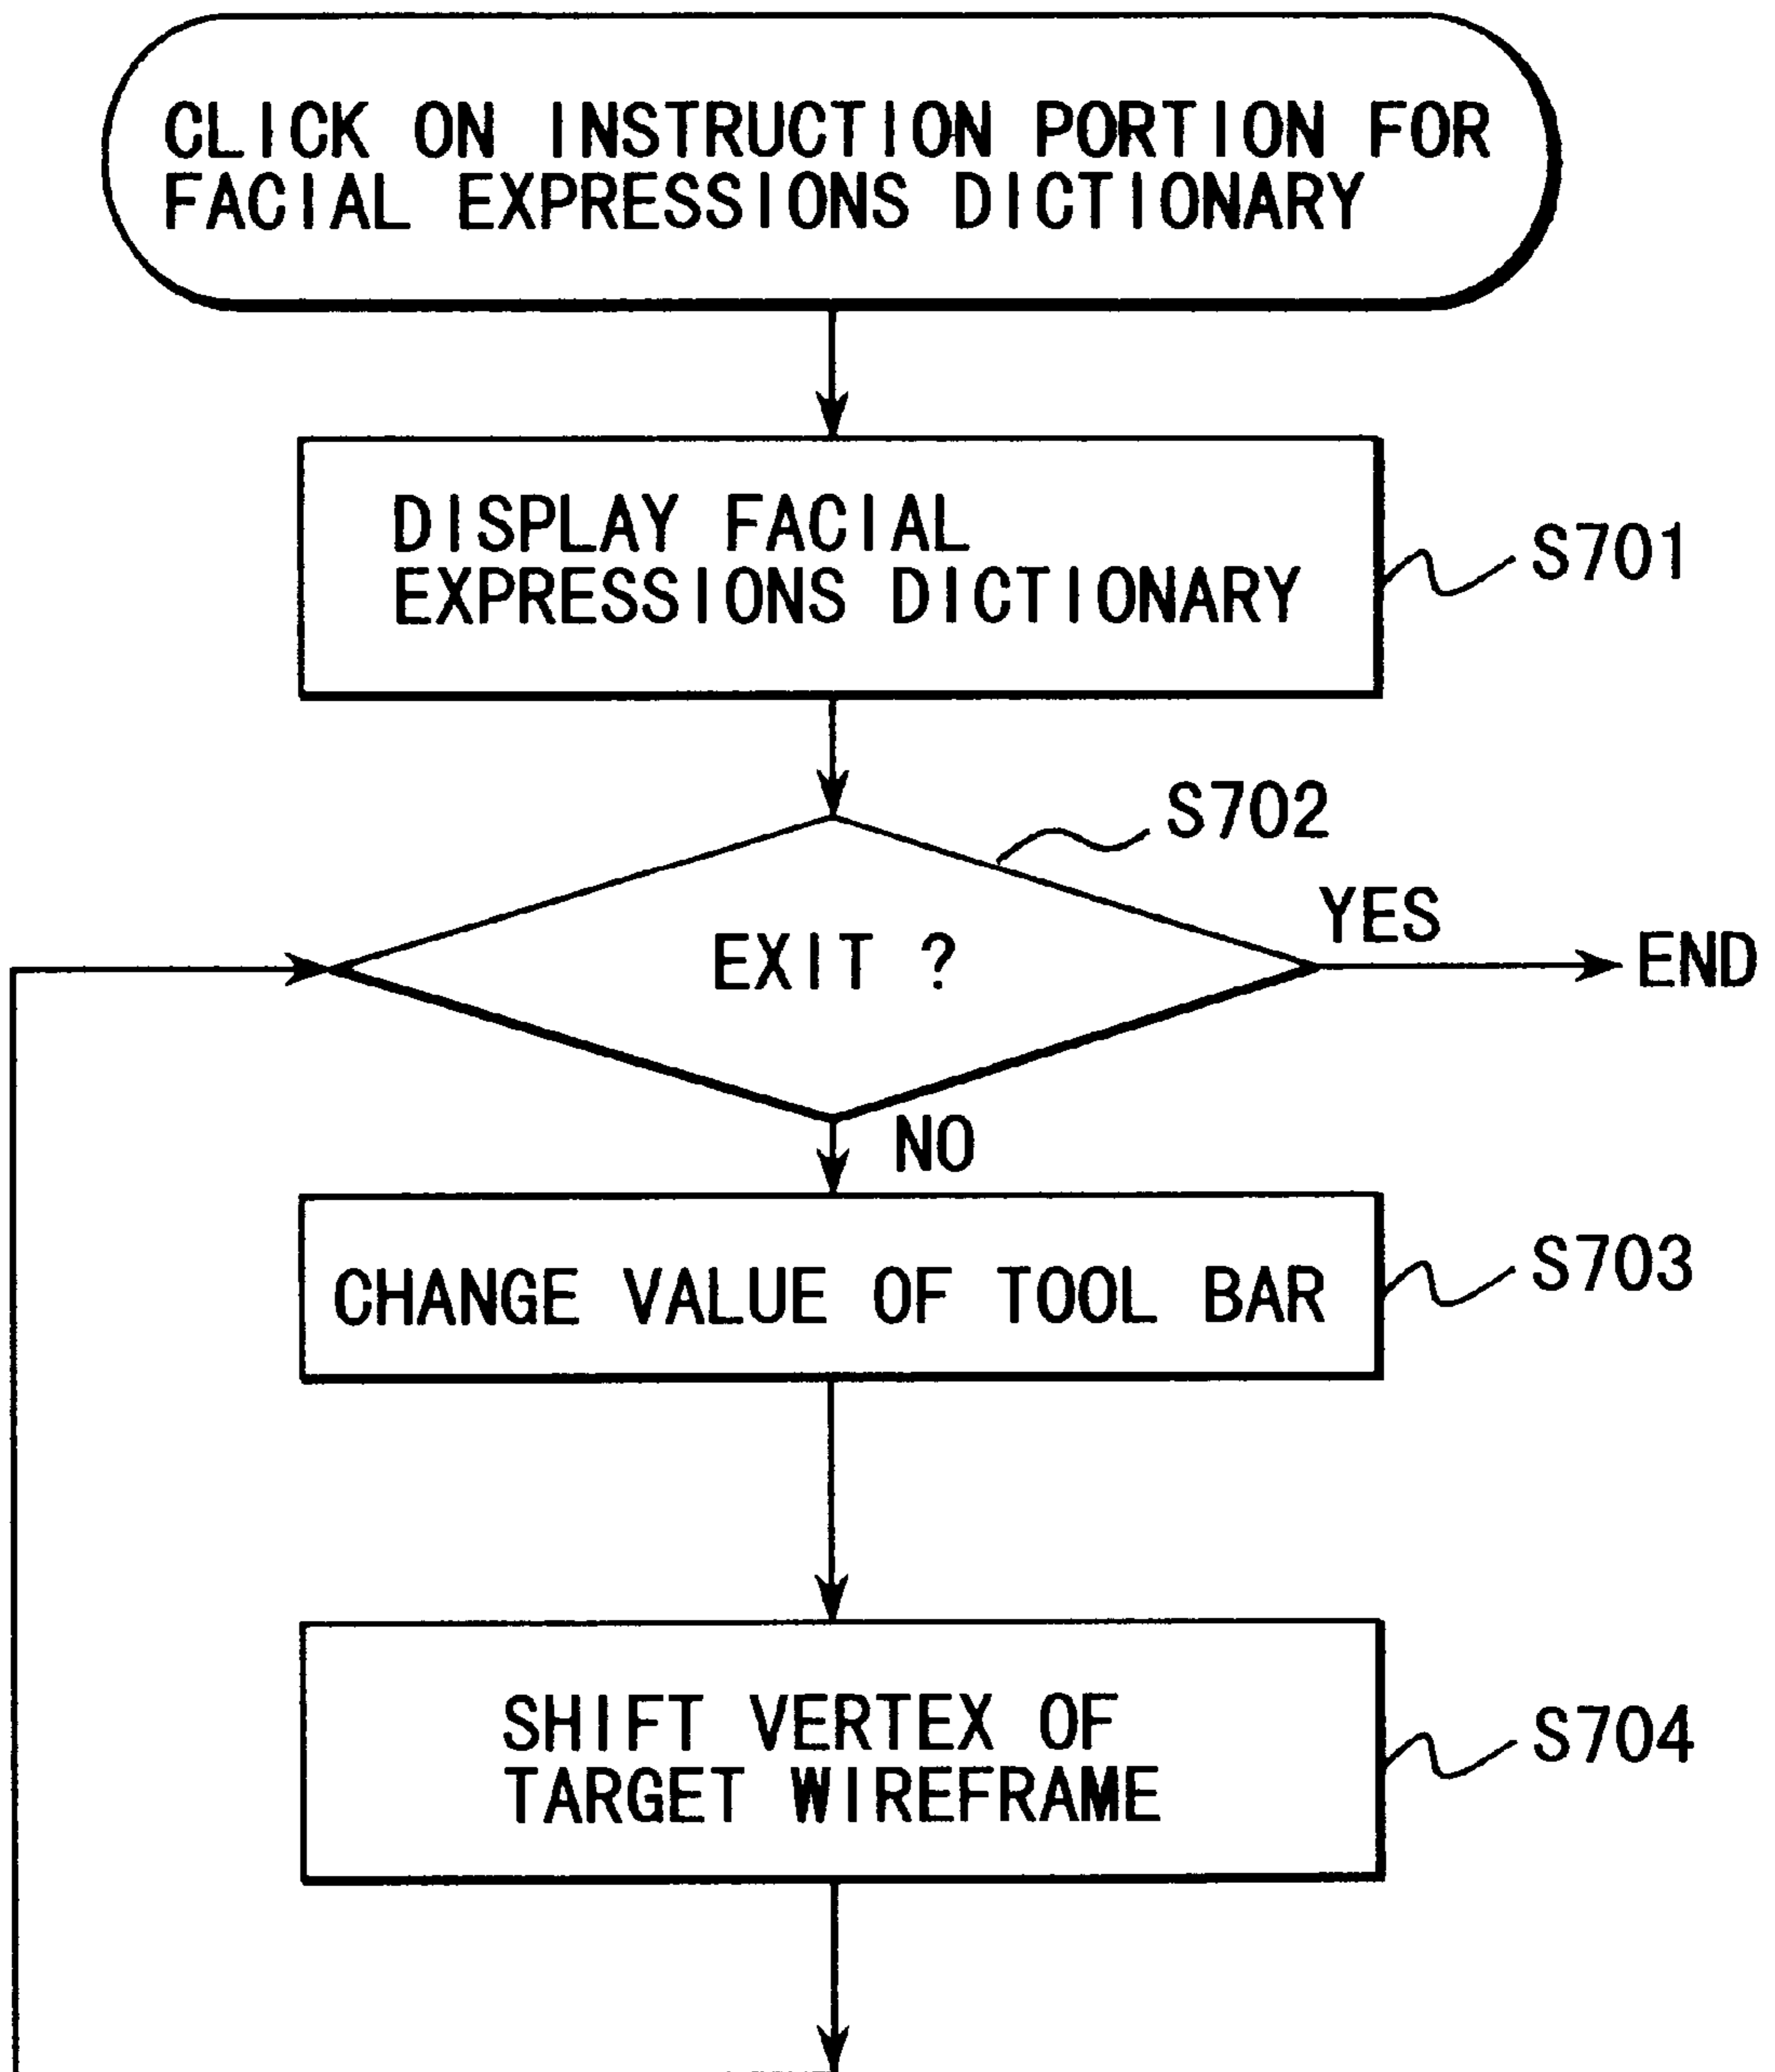 CLICK ON INSTRUCTION PORTION FOR
FACIAL EXPRESSIONS DICTIONARY
DISPLAY FACIAL
EXPRESSIONS DICTIONARY
S701
S702
EXIT ?
YES
END
NO
CHANGE VALUE OF TOOL BAR
S703
SHIFT VERTEX OF
TARGET WIREFRAME
S704